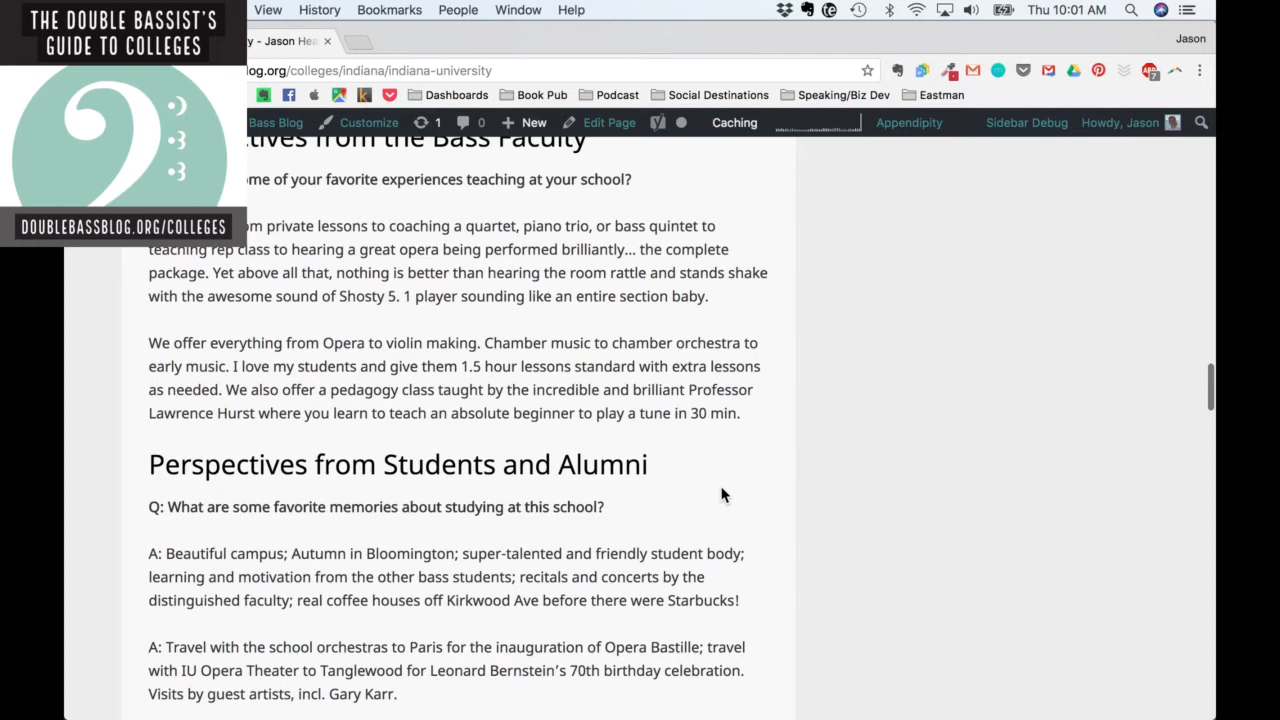 THE DOUBLE BASSIST'S
GUIDE TO COLLEGES
DOUBLEBASSBLOG.ORG/COLLEGES
View History Bookmarks People Window Help
Thu 10:01 AM
- Jason Hea
Jason
log.org/colleges/indiana/indiana-university
Dashboards Book Pub Podcast Social Destinations Speaking/Biz Dev Eastman
Bass Blog Customize 1 0 New Edit Page Caching Appendipity Sidebar Debug Howdy, Jason
tives from the Bass Faculty
ome of your favorite experiences teaching at your school?
om private lessons to coaching a quartet, piano trio, or bass quintet to
teaching rep class to hearing a great opera being performed brilliantly... the complete
package. Yet above all that, nothing is better than hearing the room rattle and stands shake
with the awesome sound of Shosty 5. 1 player sounding like an entire section baby.
We offer everything from Opera to violin making. Chamber music to chamber orchestra to
early music. I love my students and give them 1.5 hour lessons standard with extra lessons
as needed. We also offer a pedagogy class taught by the incredible and brilliant Professor
Lawrence Hurst where you learn to teach an absolute beginner to play a tune in 30 min.
Perspectives from Students and Alumni
Q: What are some favorite memories about studying at this school?
A: Beautiful campus; Autumn in Bloomington; super-talented and friendly student body;
learning and motivation from the other bass students; recitals and concerts by the
distinguished faculty; real coffee houses off Kirkwood Ave before there were Starbucks!
A: Travel with the school orchestras to Paris for the inauguration of Opera Bastille; travel
with IU Opera Theater to Tanglewood for Leonard Bernstein's 70th birthday celebration.
Visits by guest artists, incl. Gary Karr.